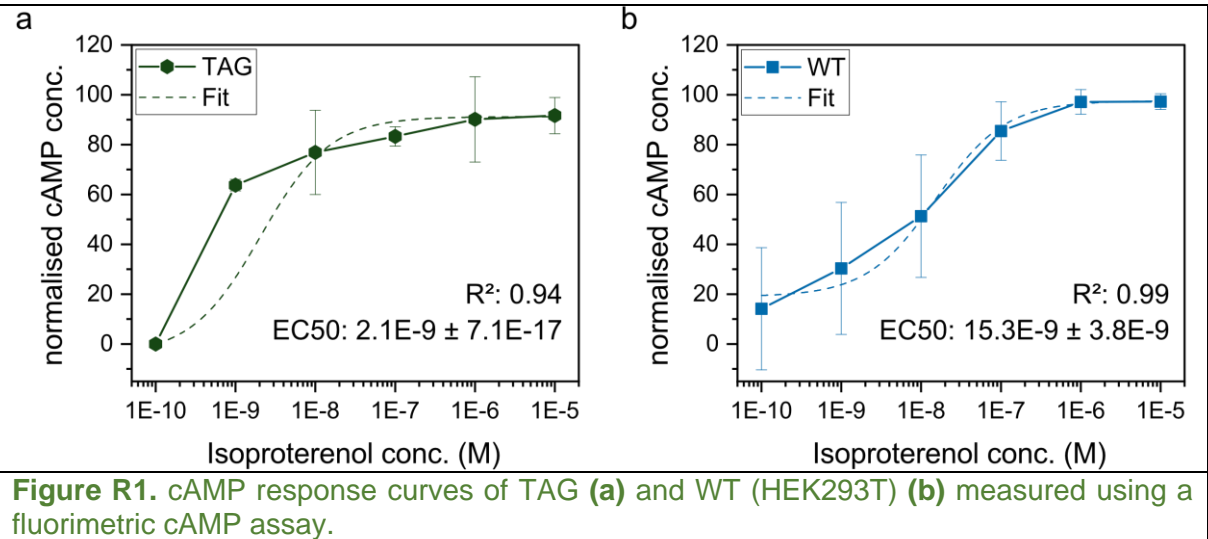 a
120
100
80
60
40
20
0
normalised cAMP conc.
TAG
Fit
R²: 0.94
EC50: 2.1E-9 ± 7.1E-17
1E-10 1E-9 1E-8 1E-7 1E-6 1E-5
Isoproterenol conc. (M)
b
120
100
80
60
40
20
0
normalised cAMP conc.
WT
Fit
R²: 0.99
EC50: 15.3E-9 ± 3.8E-9
1E-10 1E-9 1E-8 1E-7 1E-6 1E-5
Isoproterenol conc. (M)
Figure R1. cAMP response curves of TAG (a) and WT (HEK293T) (b) measured using a
fluorimetric cAMP assay.